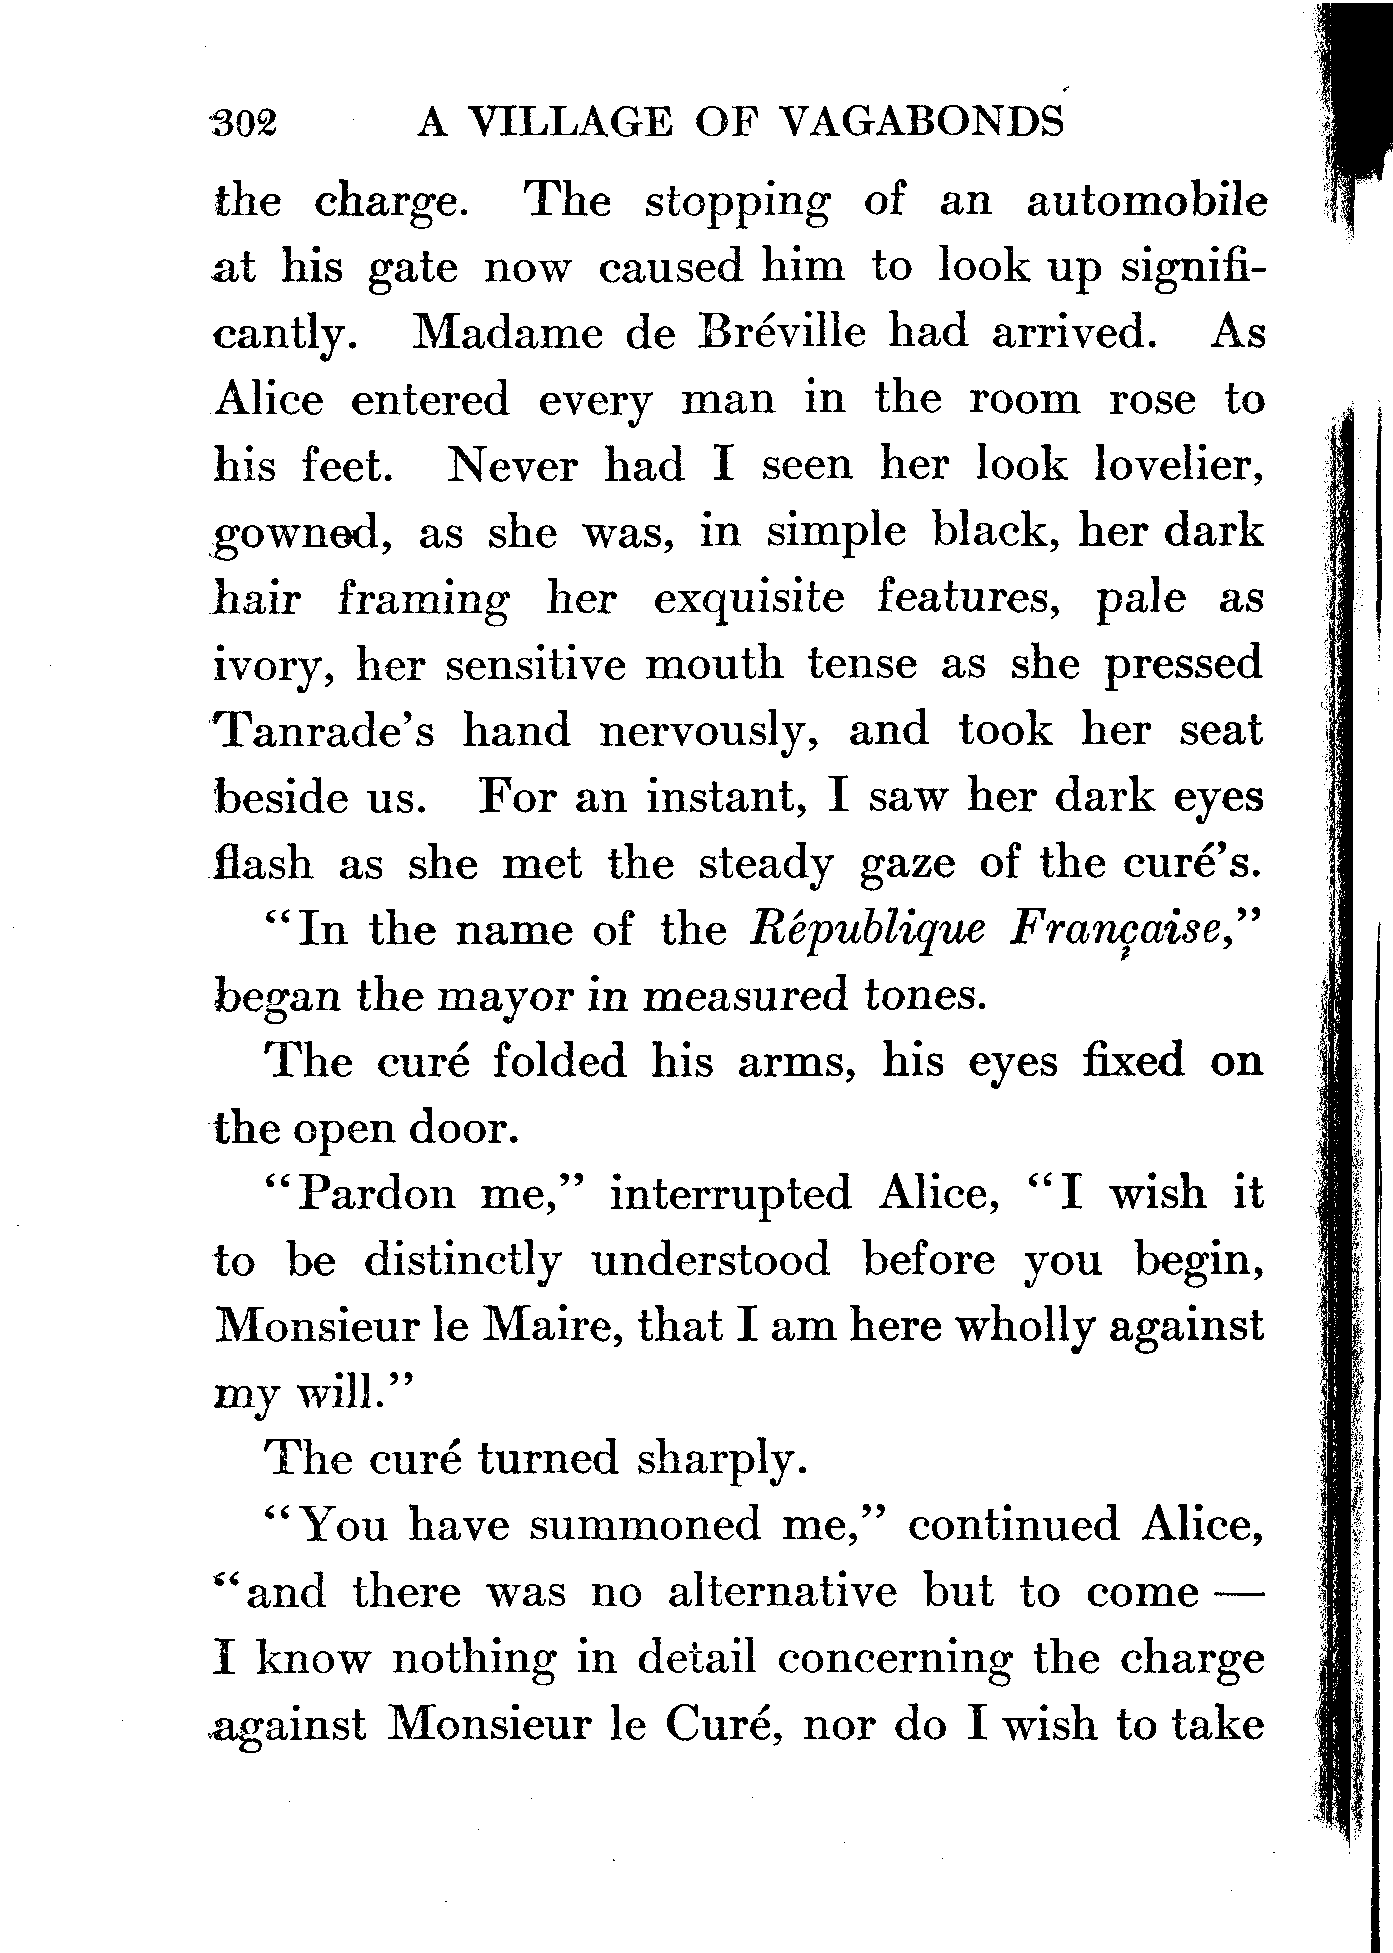 302 A VILLAGE OF VAGABONDS
the charge. The stopping of an automobile
at his gate now caused him to look up signifi-
cantly. Madame de Bréville had arrived. As
Alice entered every man in the room rose to
his feet. Never had I seen her look lovelier,
gowned, as she was, in simple black, her dark
hair framing her exquisite features, pale as
ivory, her sensitive mouth tense as she pressed
Tanrade's hand nervously, and took her seat
beside us. For an instant, I saw her dark eyes
flash as she met the steady gaze of the curé's.
"In the name of the République Française,"
began the mayor in measured tones.
The curé folded his arms, his eyes fixed on
the open door.
"Pardon me," interrupted Alice, "I wish it
to be distinctly understood before you begin,
Monsieur le Maire, that I am here wholly against
my will."
The curé turned sharply.
"You have summoned me," continued Alice,
"and there was no alternative but to come —
I know nothing in detail concerning the charge
against Monsieur le Curé, nor do I wish to take